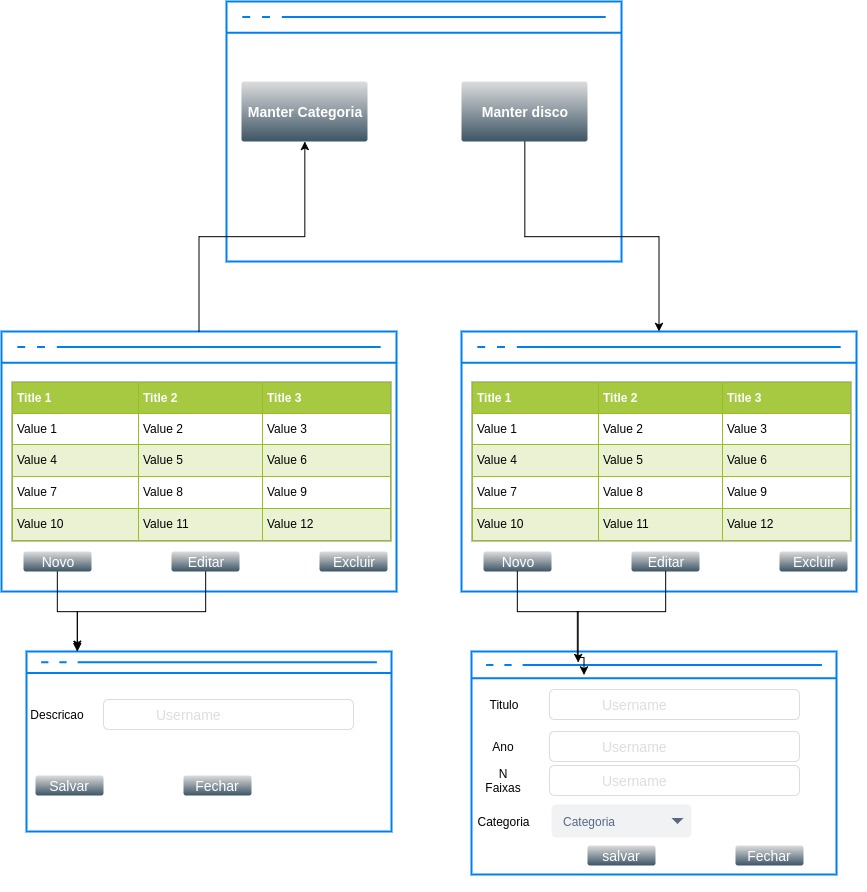 Manter Categoria
Manter disco
Title 1 Title 2 Title 3
Value 1 Value 2 Value 3
Value 4 Value 5 Value 6
Value 7 Value 8 Value 9
Value 10 Value 11 Value 12
Novo Editar Excluir
Title 1 Title 2 Title 3
Value 1 Value 2 Value 3
Value 4 Value 5 Value 6
Value 7 Value 8 Value 9
Value 10 Value 11 Value 12
Novo Editar Excluir
Descricao Username
Salvar Fechar
Titulo Username
Ano Username
N
Faixas Username
Categoria Categoria
salvar Fechar